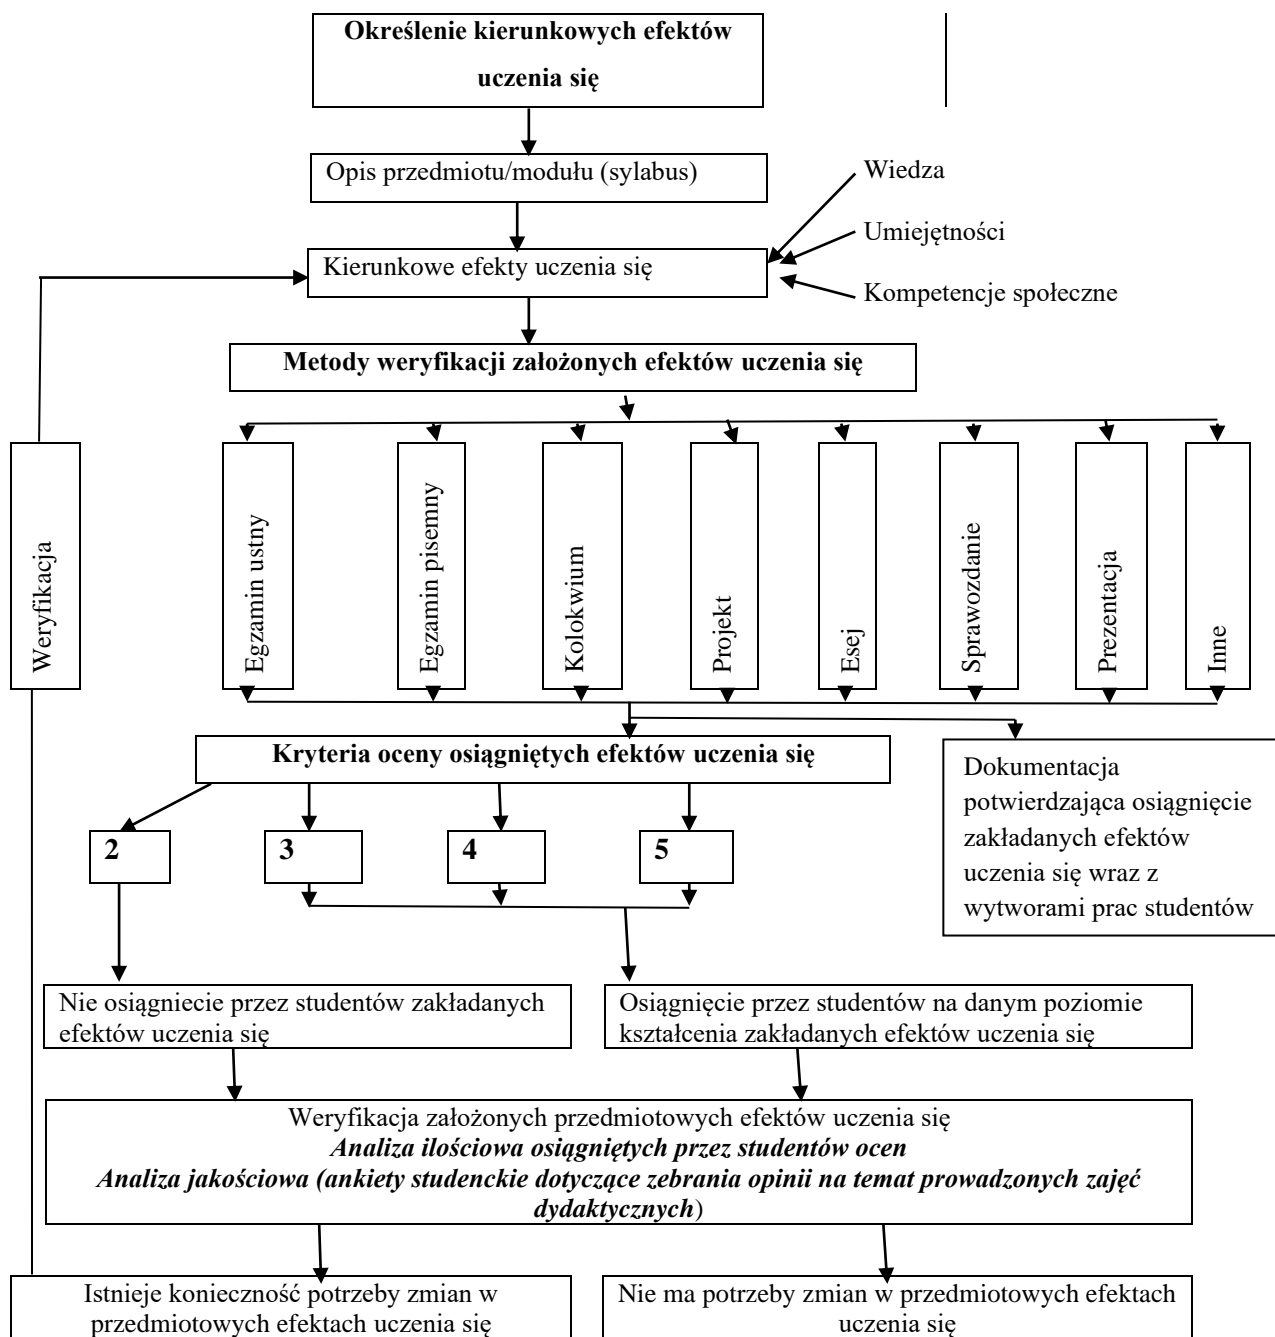 Określenie kierunkowych efektów
uczenia się
Opis przedmiotu/modułu (sylabus)
Wiedza
Umiejętności
Kierunkowe efekty uczenia się
Kompetencje społeczne
Metody weryfikacji założonych efektów uczenia się
Weryfikacja
Egzamin ustny
Egzamin pisemny
Kolokwium
Projekt
Esej
Sprawozdanie
Prezentacja
Inne
Kryteria oceny osiągniętych efektów uczenia się
Dokumentacja
potwierdzająca osiągnięcie
zakładanych efektów
uczenia się wraz z
wytworami prac studentów
2
3
4
5
Nie osiągniecie przez studentów zakładanych
efektów uczenia się
Osiągnięcie przez studentów na danym poziomie
kształcenia zakładanych efektów uczenia się
Weryfikacja założonych przedmiotowych efektów uczenia się
Analiza ilościowa osiągniętych przez studentów ocen
Analiza jakościowa (ankiety studenckie dotyczące zebrania opinii na temat prowadzonych zajęć
dydaktycznych)
Istnieje konieczność potrzeby zmian w
przedmiotowych efektach uczenia się
Nie ma potrzeby zmian w przedmiotowych efektach
uczenia się